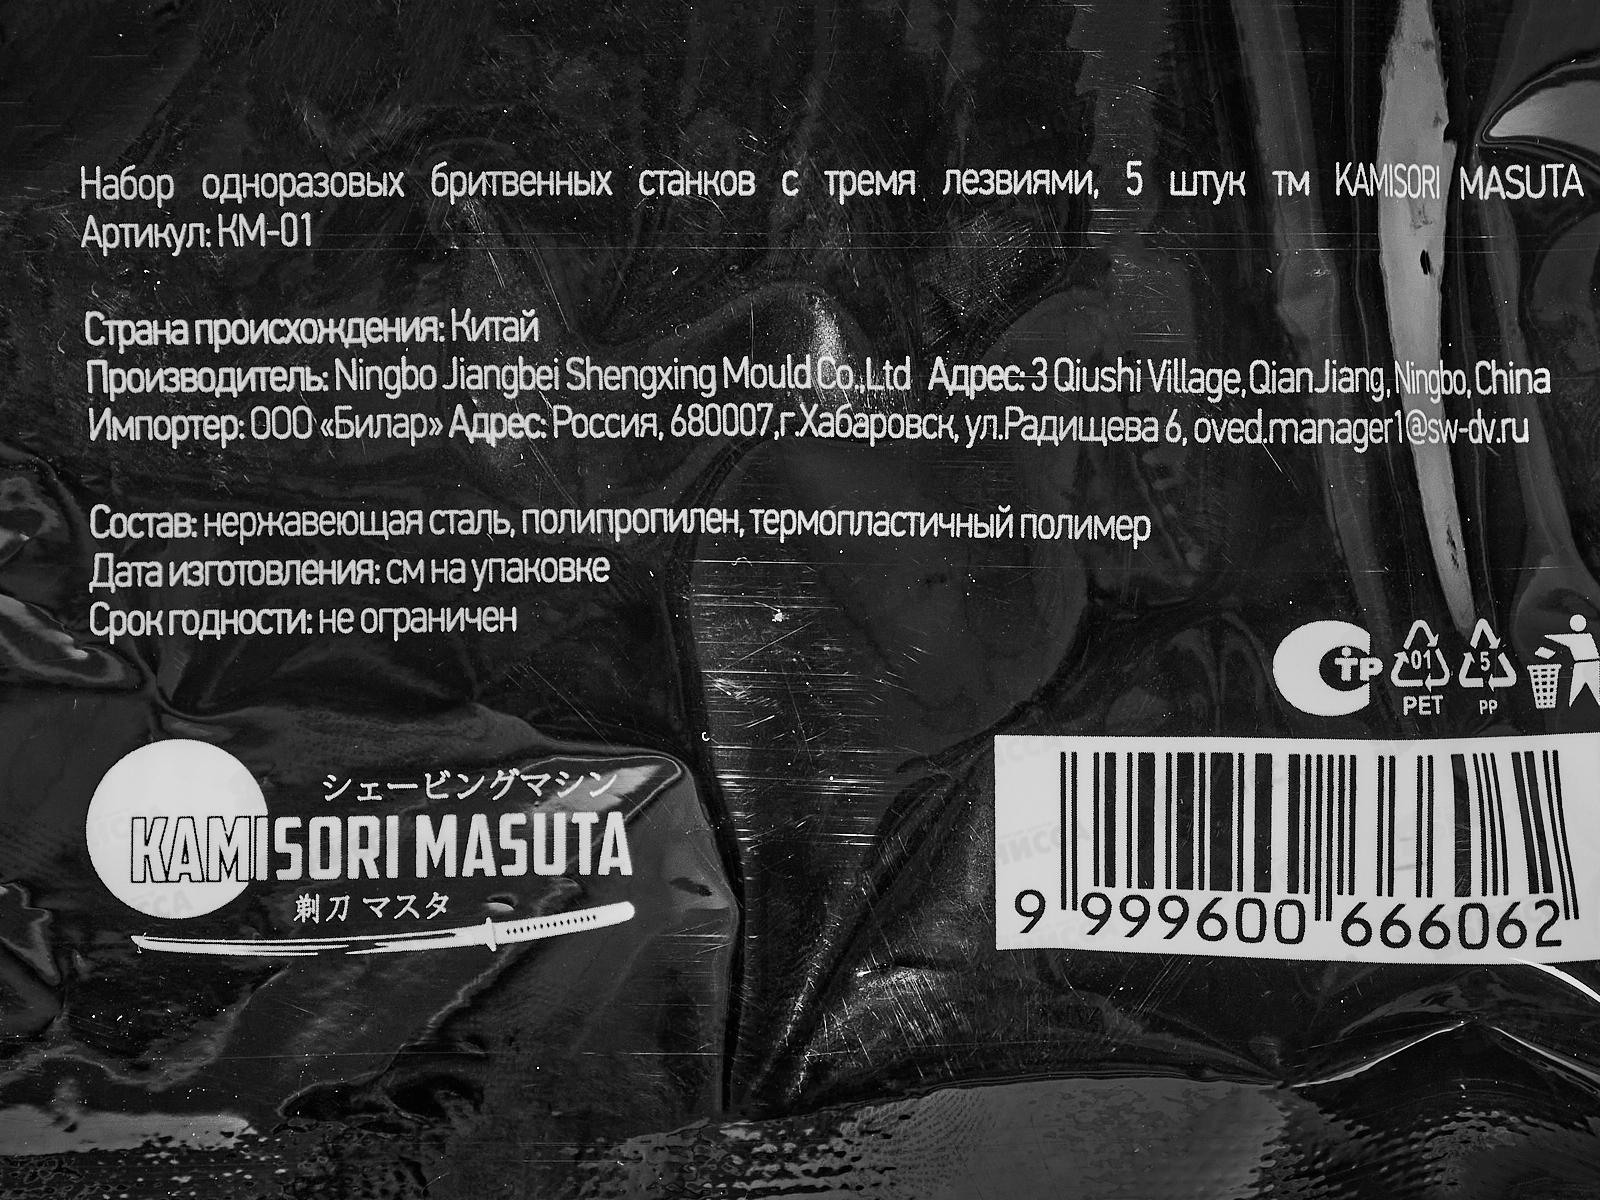 Набор одноразовых бритвенных станков с тремя лезвиями, 5 штук тм KAMISORI MASUTA
Артикул: КМ-01
Страна происхождения: Китай
Производитель: Ningbo Jiangbei Shengxing Mould Co.,Ltd Адрес: 3 Qiushi Village, QianJiang, Ningbo, China
Импортер: ООО «Билар» Адрес: Россия, 680007,г.Хабаровск, ул.Радищева 6, oved.manager1@sw-dv.ru
Состав: нержавеющая сталь, полипропилен, термопластичный полимер
Дата изготовления: см на упаковке
Срок годности: не ограничен
СТР
01
PET
5
PP
シェービングマシン
KAMISORI MASUTA
剃刀 マスタ
9 999600 666062